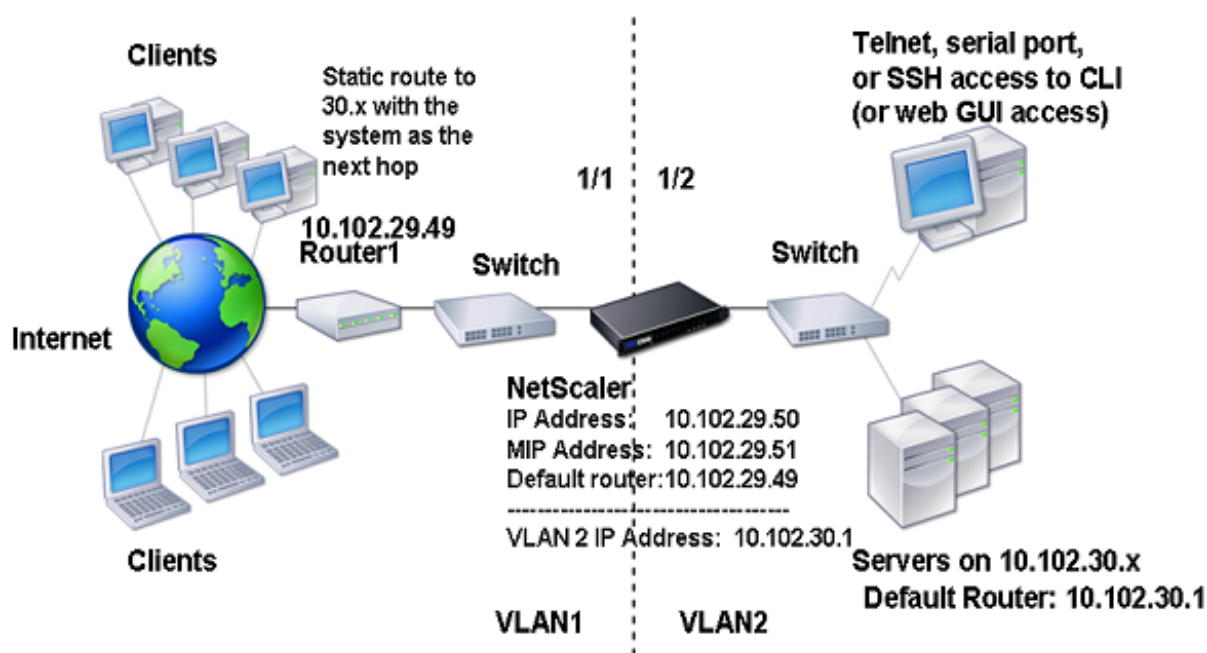 Clients
Static route to
30.x with the
system as the
next hop
10.102.29.49
Router1
Switch
Internet
Clients
1/1
1/2
Telnet, serial port,
or SSH access to CLI
(or web GUI access)
Switch
NetScaler
IP Address: 10.102.29.50
MIP Address: 10.102.29.51
Default router:10.102.29.49
VLAN 2 IP Address: 10.102.30.1
Servers on 10.102.30.x
Default Router: 10.102.30.1
VLAN1
VLAN2